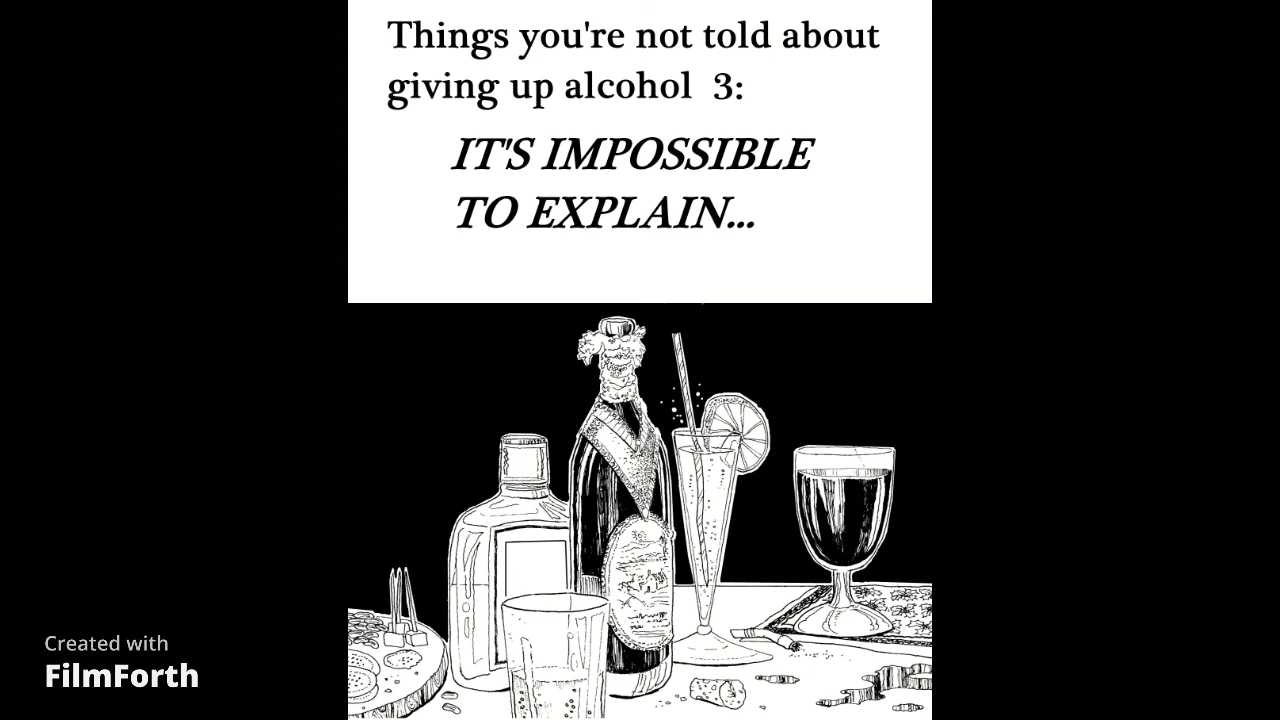 Things you're not told about
giving up alcohol 3:
IT'S IMPOSSIBLE
TO EXPLAIN...
Created with
FilmForth